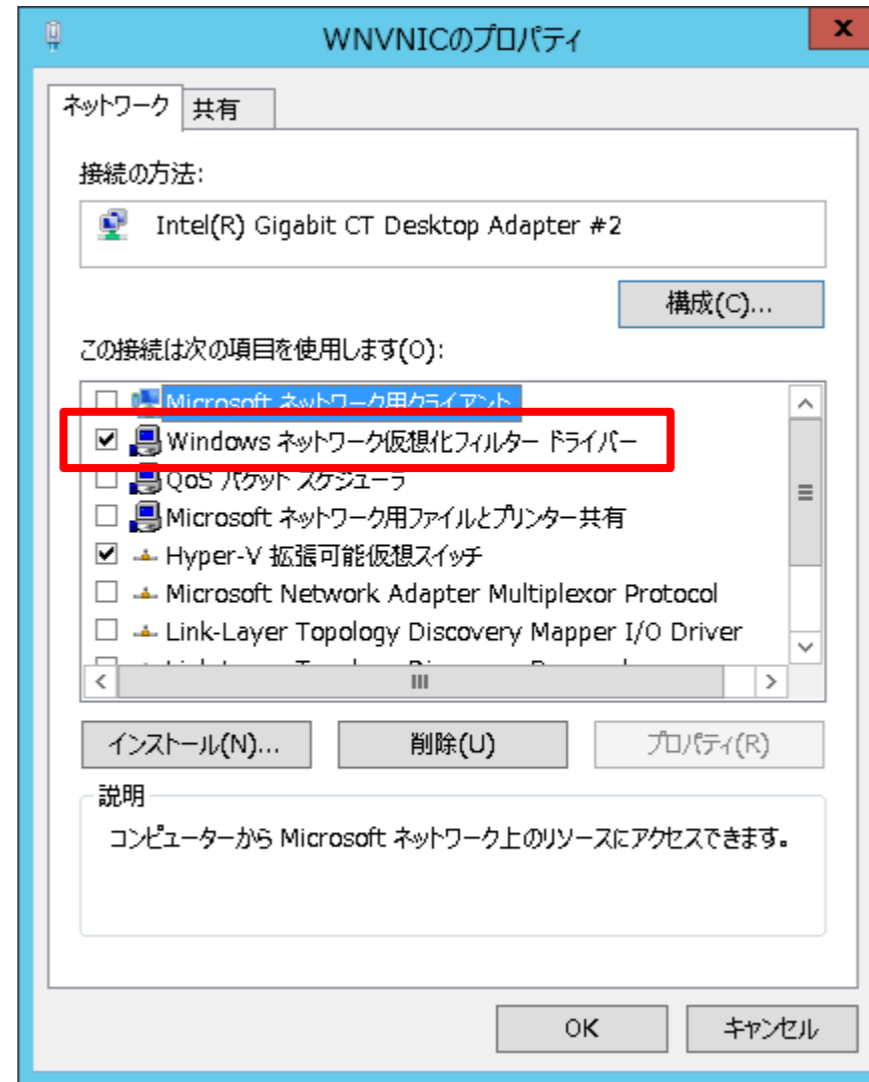 WNVNICのプロパティ
x
ネットワーク 共有
接続の方法:
Intel(R) Gigabit CT Desktop Adapter #2
構成(C)...
この接続は次の項目を使用します(O):
Microsoft ネットワーク用クライアント
Windows ネットワーク仮想化フィルター ドライバー
QoS パケット スケジューラ
Microsoft ネットワーク用ファイルとプリンター共有
Hyper-V 拡張可能仮想スイッチ
Microsoft Network Adapter Multiplexor Protocol
Link-Layer Topology Discovery Mapper I/O Driver
インストール(N)... 削除(U) プロパティ(R)
説明
コンピューターから Microsoft ネットワーク上のリソースにアクセスできます。
OK キャンセル